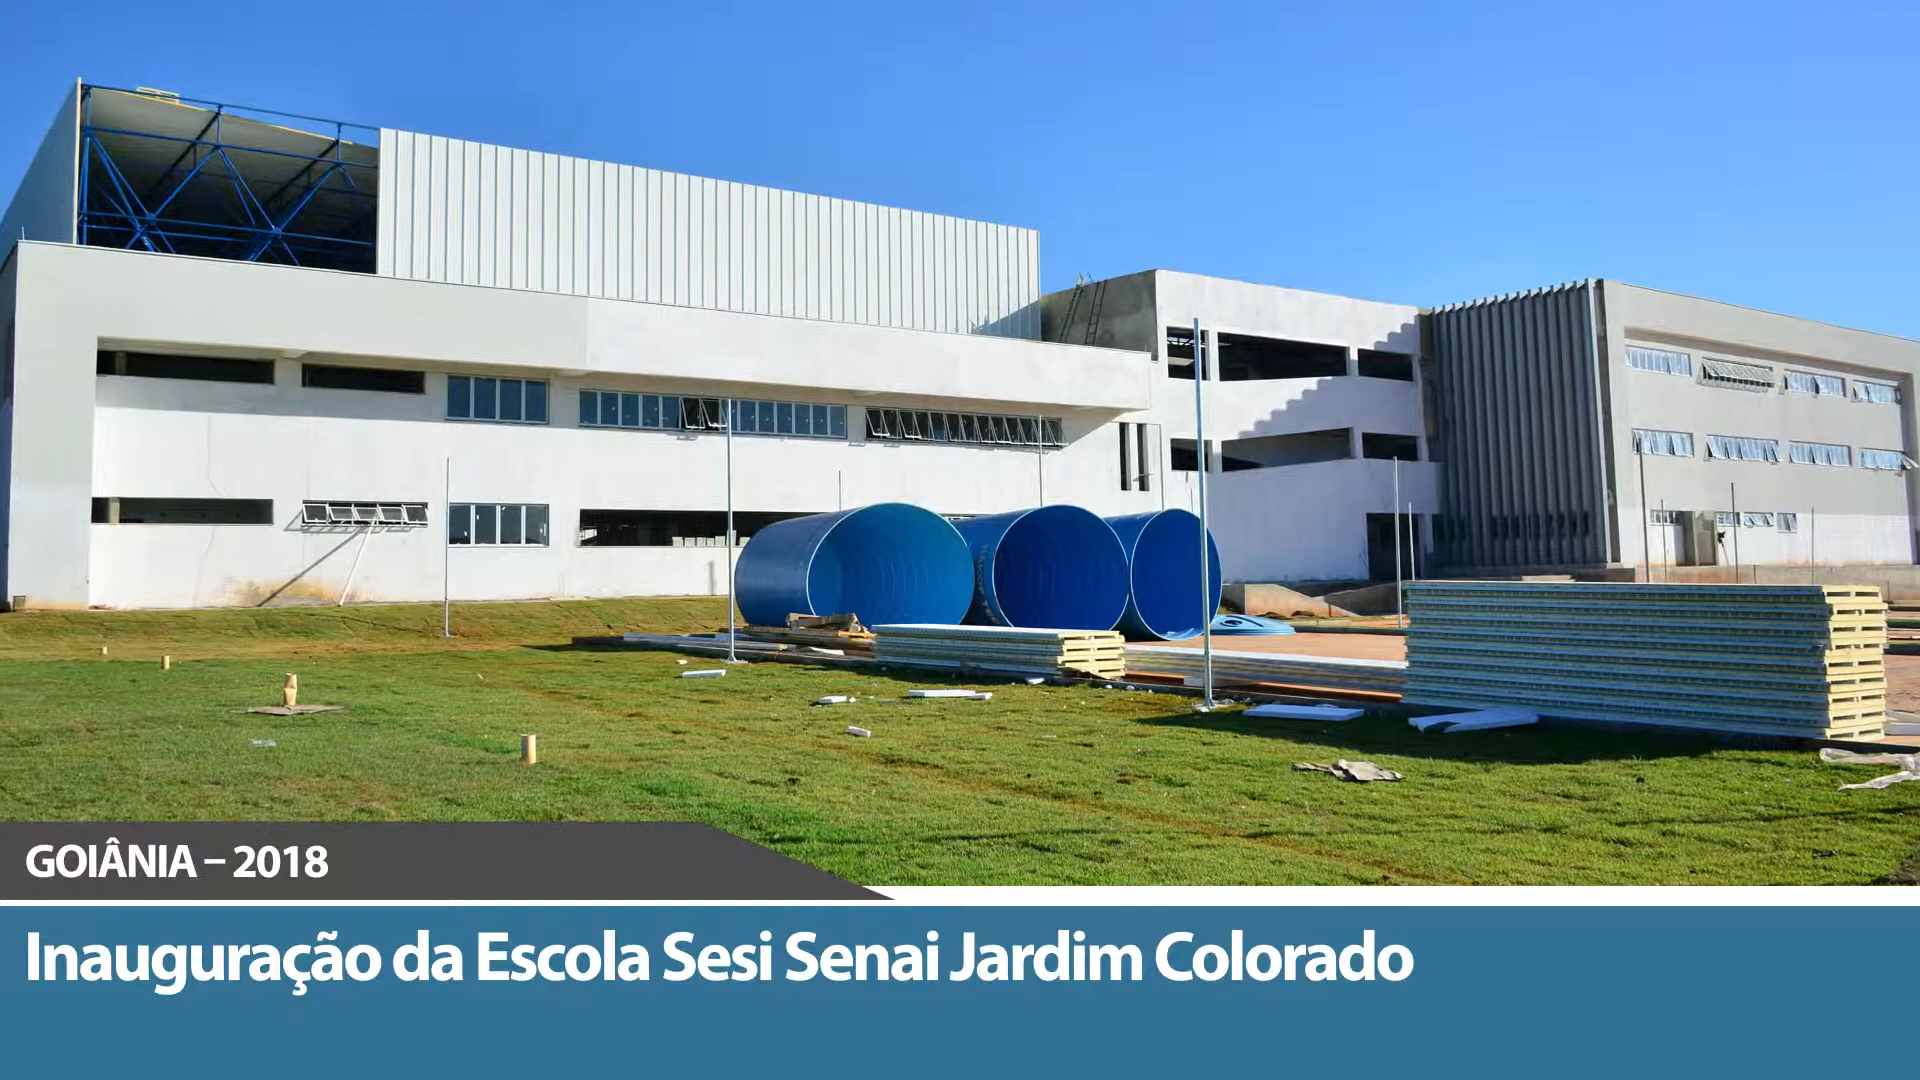 GOIÂNIA – 2018
Inauguração da Escola Sesi Senai Jardim Colorado